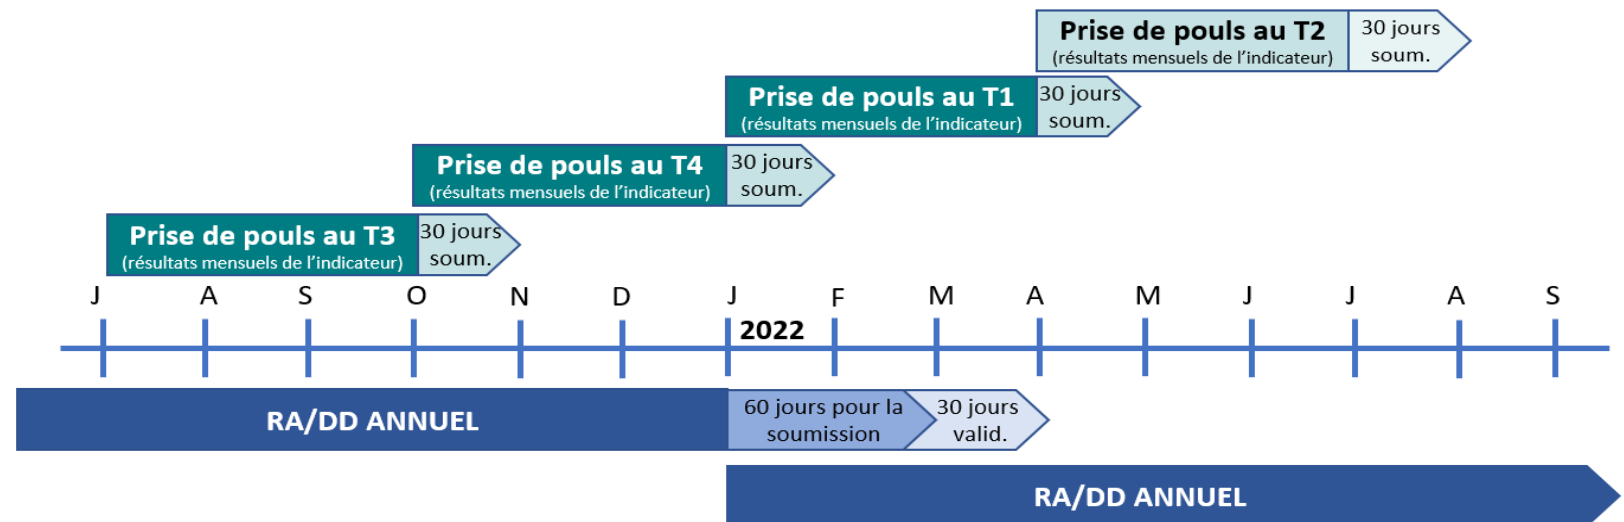 Prise de pouls au T2
(résultats mensuels de l’indicateur)
30 jours
soum.
Prise de pouls au T1
(résultats mensuels de l’indicateur)
30 jours
soum.
Prise de pouls au T4
(résultats mensuels de l’indicateur)
30 jours
soum.
Prise de pouls au T3
(résultats mensuels de l’indicateur)
30 jours
soum.
J A S O N D J F M A M J J A S
2022
RA/DD ANNUEL
60 jours pour la
soumission
30 jours
valid.
RA/DD ANNUEL